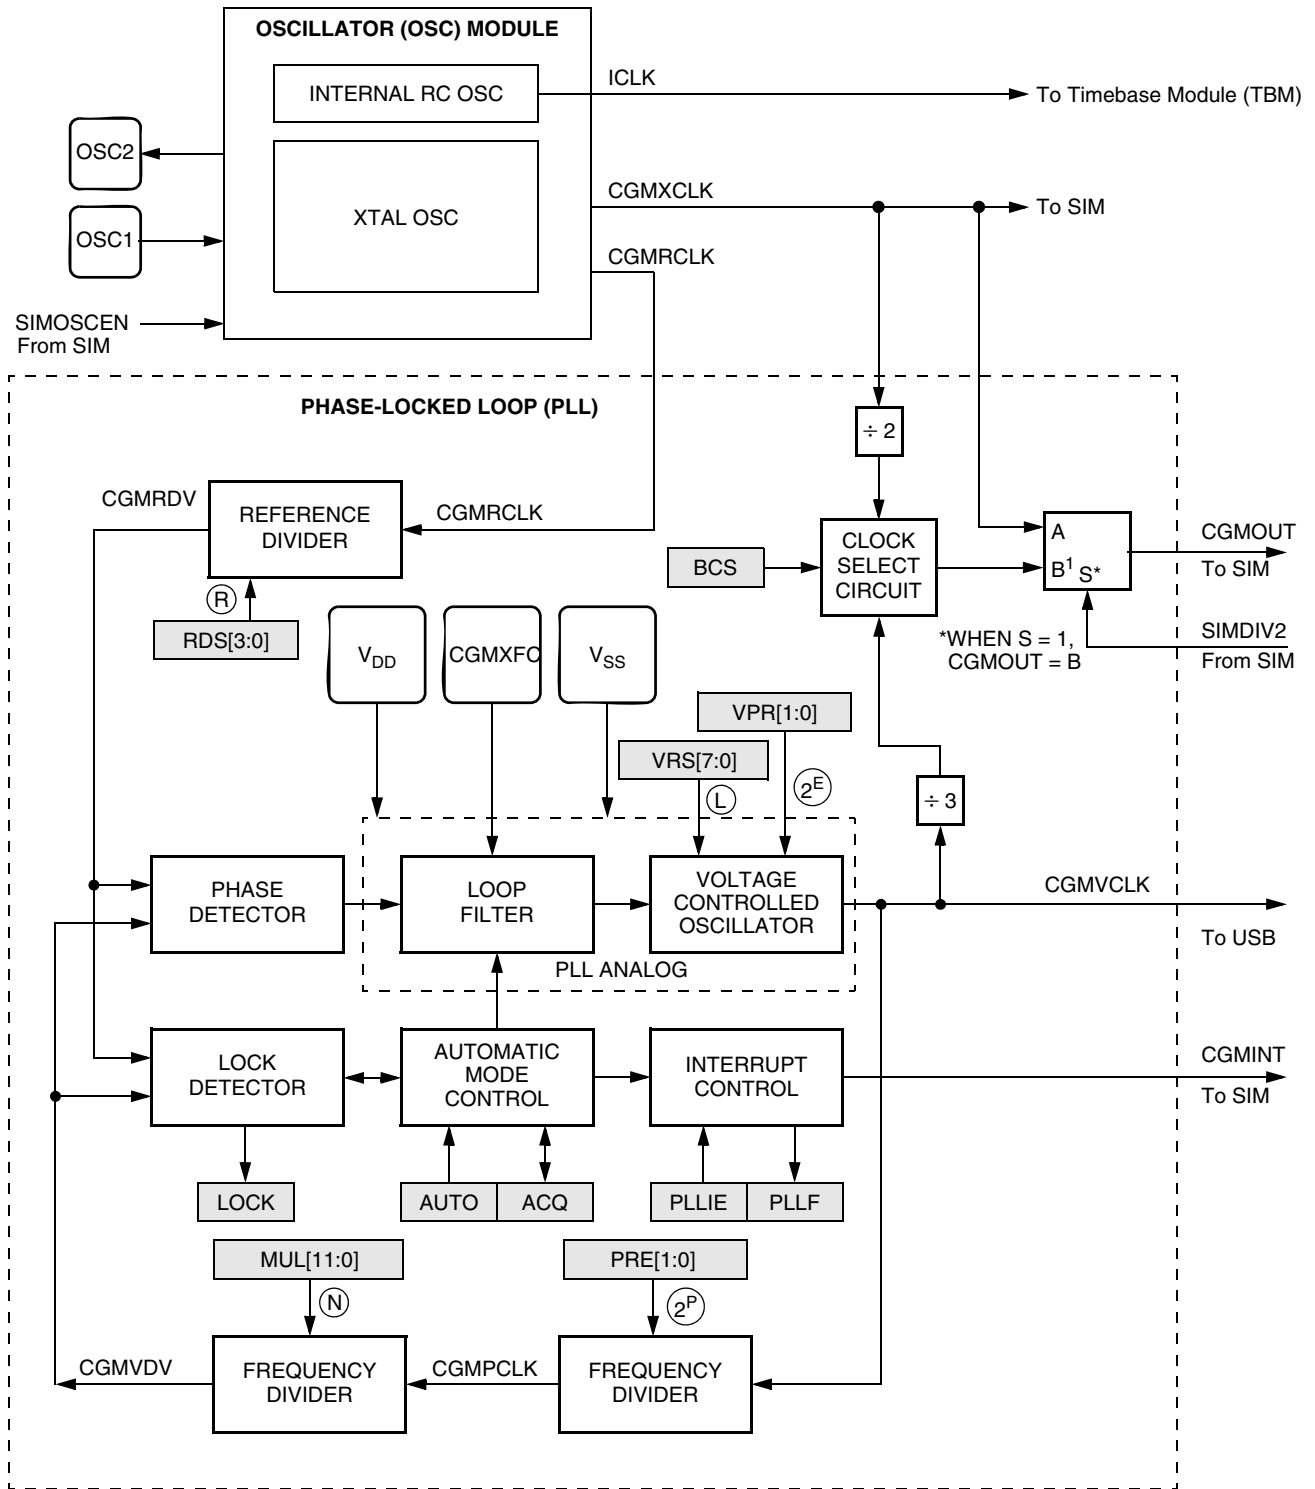 OSCILLATOR (OSC) MODULE
INTERNAL RC OSC
ICLK
To Timebase Module (TBM)
OSC2
XTAL OSC
CGMXCLK
To SIM
OSC1
CGMRCLK
SIMOSCEN
From SIM
PHASE-LOCKED LOOP (PLL)
÷ 2
CGMRDV
REFERENCE
DIVIDER
CGMRCLK
BCS
CLOCK
SELECT
CIRCUIT
A
B¹ S*
CGMOUT
To SIM
R
RDS[3:0]
*WHEN S = 1,
CGMOUT = B
SIMDIV2
From SIM
VDD
CGMXFC
VSS
VPR[1:0]
VRS[7:0]
L
2ᴱ
÷ 3
PHASE
DETECTOR
LOOP
FILTER
VOLTAGE
CONTROLLED
OSCILLATOR
CGMVCLK
To USB
PLL ANALOG
LOCK
DETECTOR
AUTOMATIC
MODE
CONTROL
INTERRUPT
CONTROL
CGMINT
To SIM
LOCK
AUTO
ACQ
PLLIE
PLLF
MUL[11:0]
PRE[1:0]
N
2ᴾ
CGMVDV
FREQUENCY
DIVIDER
CGMPCLK
FREQUENCY
DIVIDER